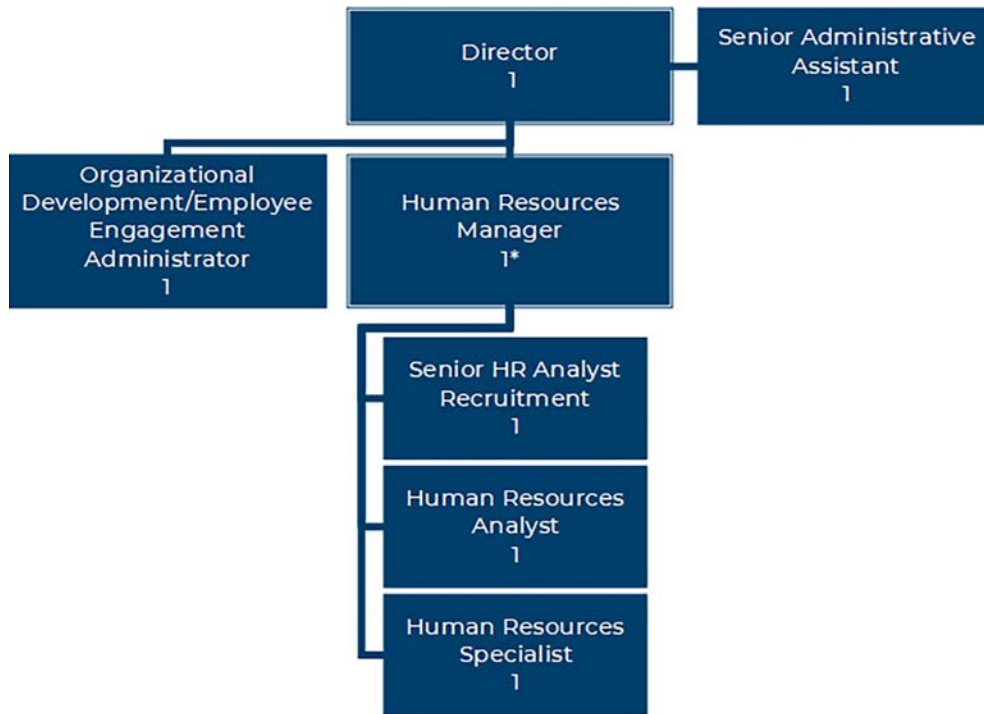 Director
1
Senior Administrative
Assistant
1
Organizational
Development/Employee
Engagement
Administrator
1
Human Resources
Manager
1*
Senior HR Analyst
Recruitment
1
Human Resources
Analyst
1
Human Resources
Specialist
1